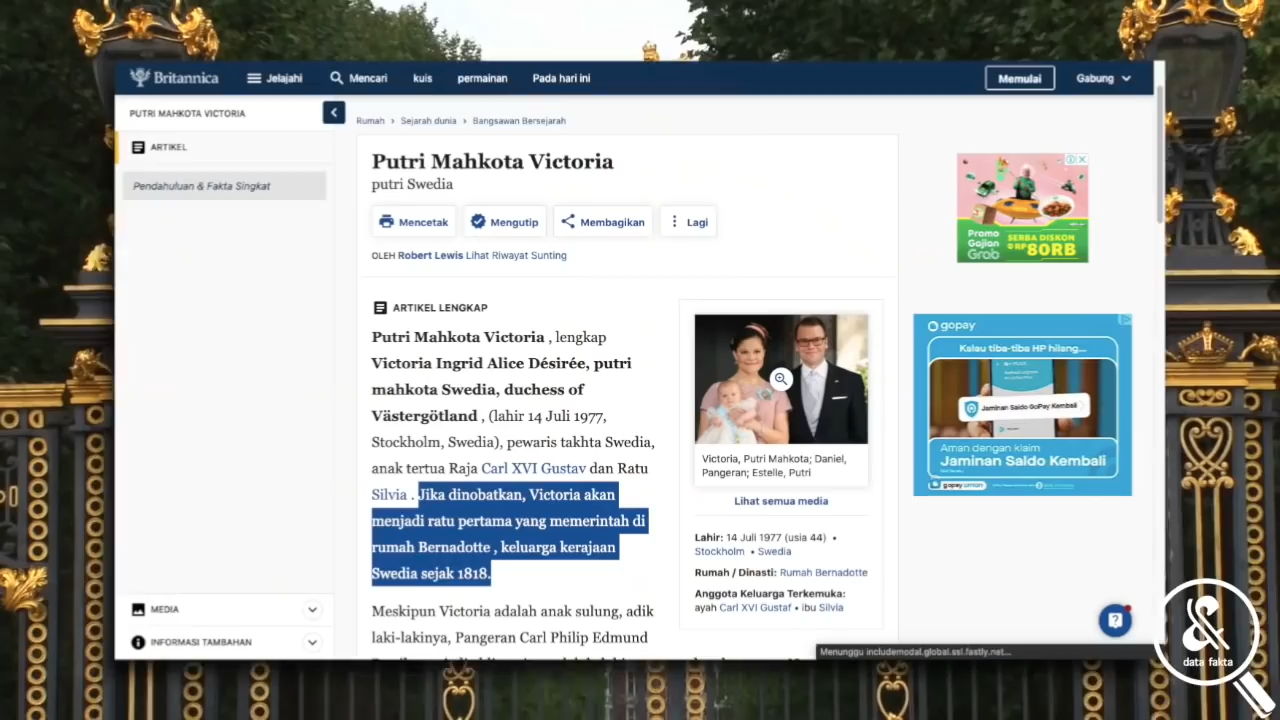 Britannica
Jelajahi
Mencari
kuis
permainan
Pada hari ini
Memulai
Gabung
PUTRI MAHKOTA VICTORIA
ARTIKEL
Pendahuluan & Fakta Singkat
Rumah > Sejarah dunia > Bangsawan Bersejarah
Putri Mahkota Victoria
putri Swedia
Mencetak
Mengutip
Membagikan
Lagi
OLEH Robert Lewis Lihat Riwayat Sunting
ARTIKEL LENGKAP
Putri Mahkota Victoria , lengkap
Victoria Ingrid Alice Désirée, putri
mahkota Swedia, duchess of
Västergötland , (lahir 14 Juli 1977,
Stockholm, Swedia), pewaris takhta Swedia,
anak tertua Raja Carl XVI Gustav dan Ratu
Silvia . Jika dinobatkan, Victoria akan
menjadi ratu pertama yang memerintah di
rumah Bernadotte , keluarga kerajaan
Swedia sejak 1818.
Meskipun Victoria adalah anak sulung, adik
laki-lakinya, Pangeran Carl Philip Edmund
Victoria, Putri Mahkota; Daniel,
Pangeran; Estelle, Putri
Lihat semua media
Lahir: 14 Juli 1977 (usia 44) •
Stockholm • Swedia
Rumah / Dinasti: Rumah Bernadotte
Anggota Keluarga Terkemuka:
ayah Carl XVI Gustaf • ibu Silvia
Promo
Gajian
Grab
SERBA DISKON
RP80RB
gopay
Kalau tiba-tiba HP hilang...
Jaminan Saldo GoPay Kembali
Aman dengan klaim
Jaminan Saldo Kembali
gopay
MEDIA
INFORMASI TAMBAHAN
Menunggu includemodal.global.ssl.fastly.net...
data fakta